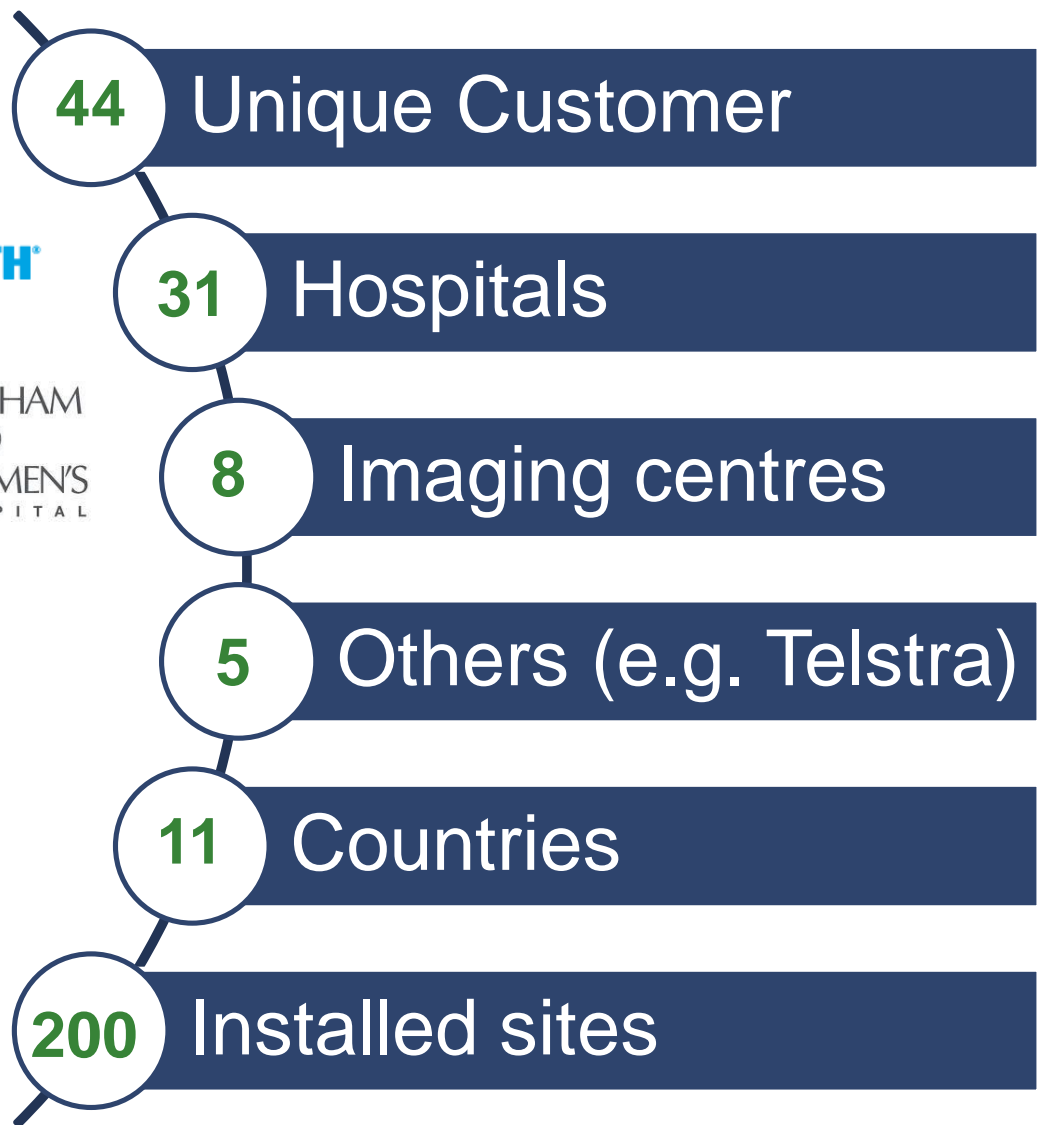 44 Unique Customer
31 Hospitals
8 Imaging centres
5 Others (e.g. Telstra)
11 Countries
200 Installed sites